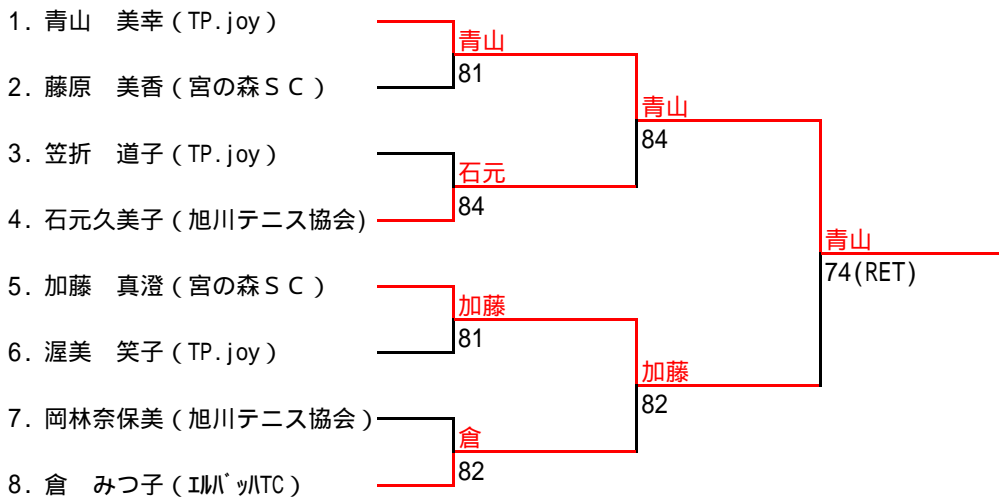 1. 青山　美幸（TP.joy）
青山
81
2. 藤原　美香（宮の森ＳＣ）
青山
84
3. 笠折　道子（TP.joy）
石元
84
4. 石元久美子（旭川テニス協会)
青山
74(RET)
5. 加藤　真澄（宮の森ＳＣ）
加藤
81
6. 渥美　笑子（TP.joy）
加藤
82
7. 岡林奈保美（旭川テニス協会）
倉
82
8. 倉　みつ子（ｴﾙﾊﾞｯﾊTC）